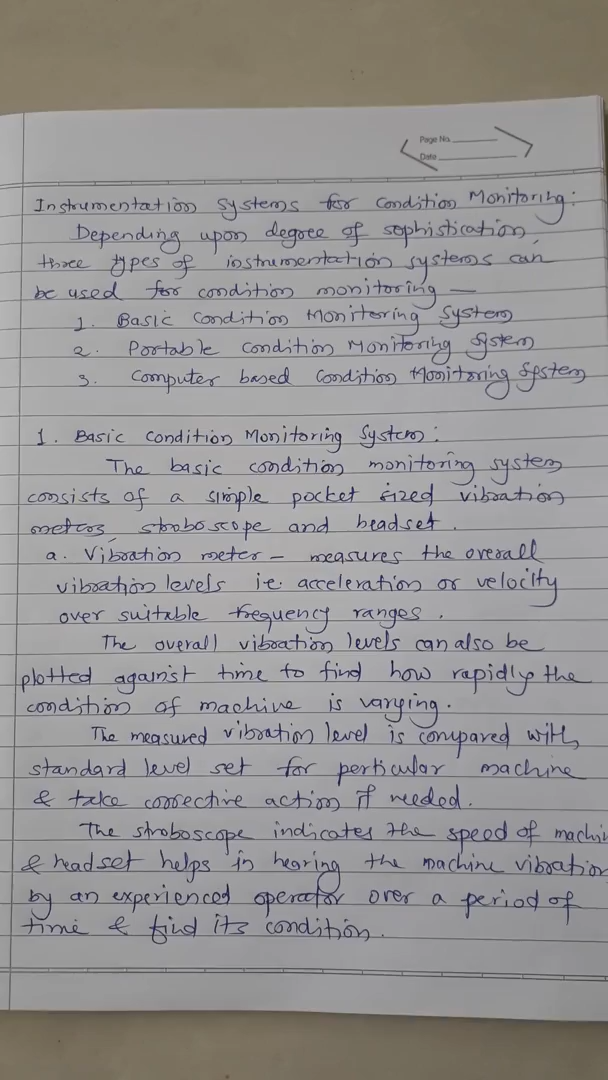 Page No.
Date
Instrumentation Systems for Condition Monitoring:
Depending upon degree of sophistication,
three types of instrumentation systems can
be used for condition monitoring —
1. Basic Condition Monitoring System
2. Portable condition Monitoring System
3. Computer based Condition Monitoring System
1. Basic Condition Monitoring System:
The basic condition monitoring system
consists of a simple pocket sized vibration
meters, stroboscope and headset.
a. Vibration meter – measures the overall
vibration levels i.e. acceleration or velocity
over suitable frequency ranges.
The overall vibration levels can also be
plotted against time to find how rapidly the
condition of machine is varying.
The measured vibration level is compared with
standard level set for perticular machine
& take corrective action if needed.
The stroboscope indicates the speed of machin
& headset helps in hearing the machine vibration
by an experienced operator over a period of
time & find its condition.